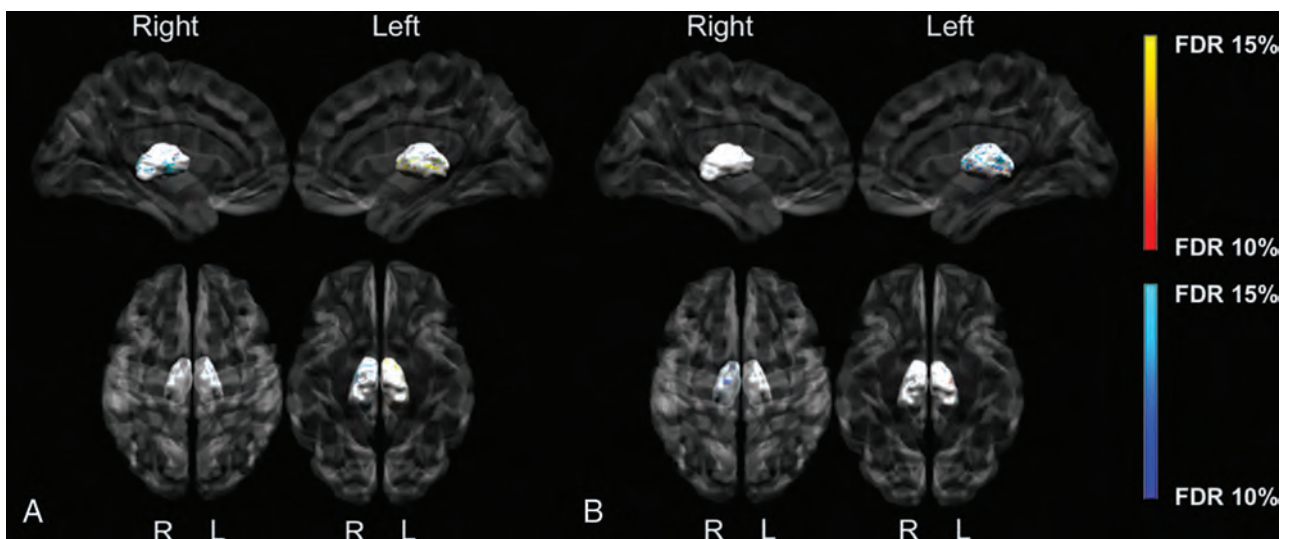 Right Left Right Left
FDR 15%
FDR 10%
FDR 15%
FDR 10%
A B
R L R L R L R L